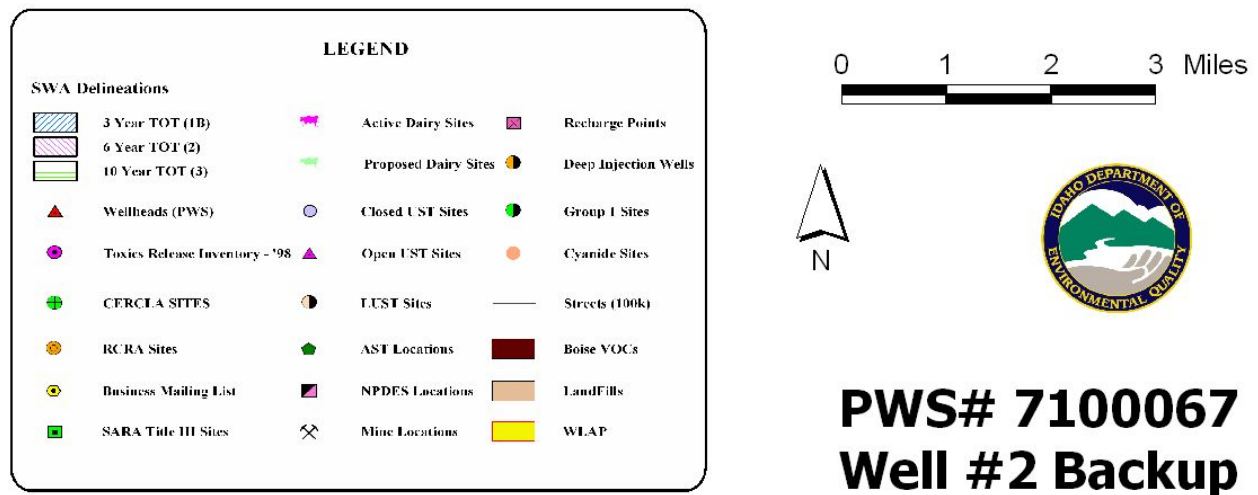 LEGEND
SWA Delineations
3 Year TOT (1B)
6 Year TOT (2)
10 Year TOT (3)
Wellheads (PWS)
Toxics Release Inventory - '98
CERCLA SITES
RCRA Sites
Business Mailing List
SARA Title III Sites
Active Dairy Sites
Proposed Dairy Sites
Closed UST Sites
Open UST Sites
LUST Sites
AST Locations
NPDES Locations
Mine Locations
Recharge Points
Deep Injection Wells
Group 1 Sites
Cyanide Sites
Streets (100k)
Boise VOCs
LandFills
WLAP
0 1 2 3 Miles
N
IDAHO DEPARTMENT OF
ENVIRONMENTAL QUALITY
PWS# 7100067
Well #2 Backup